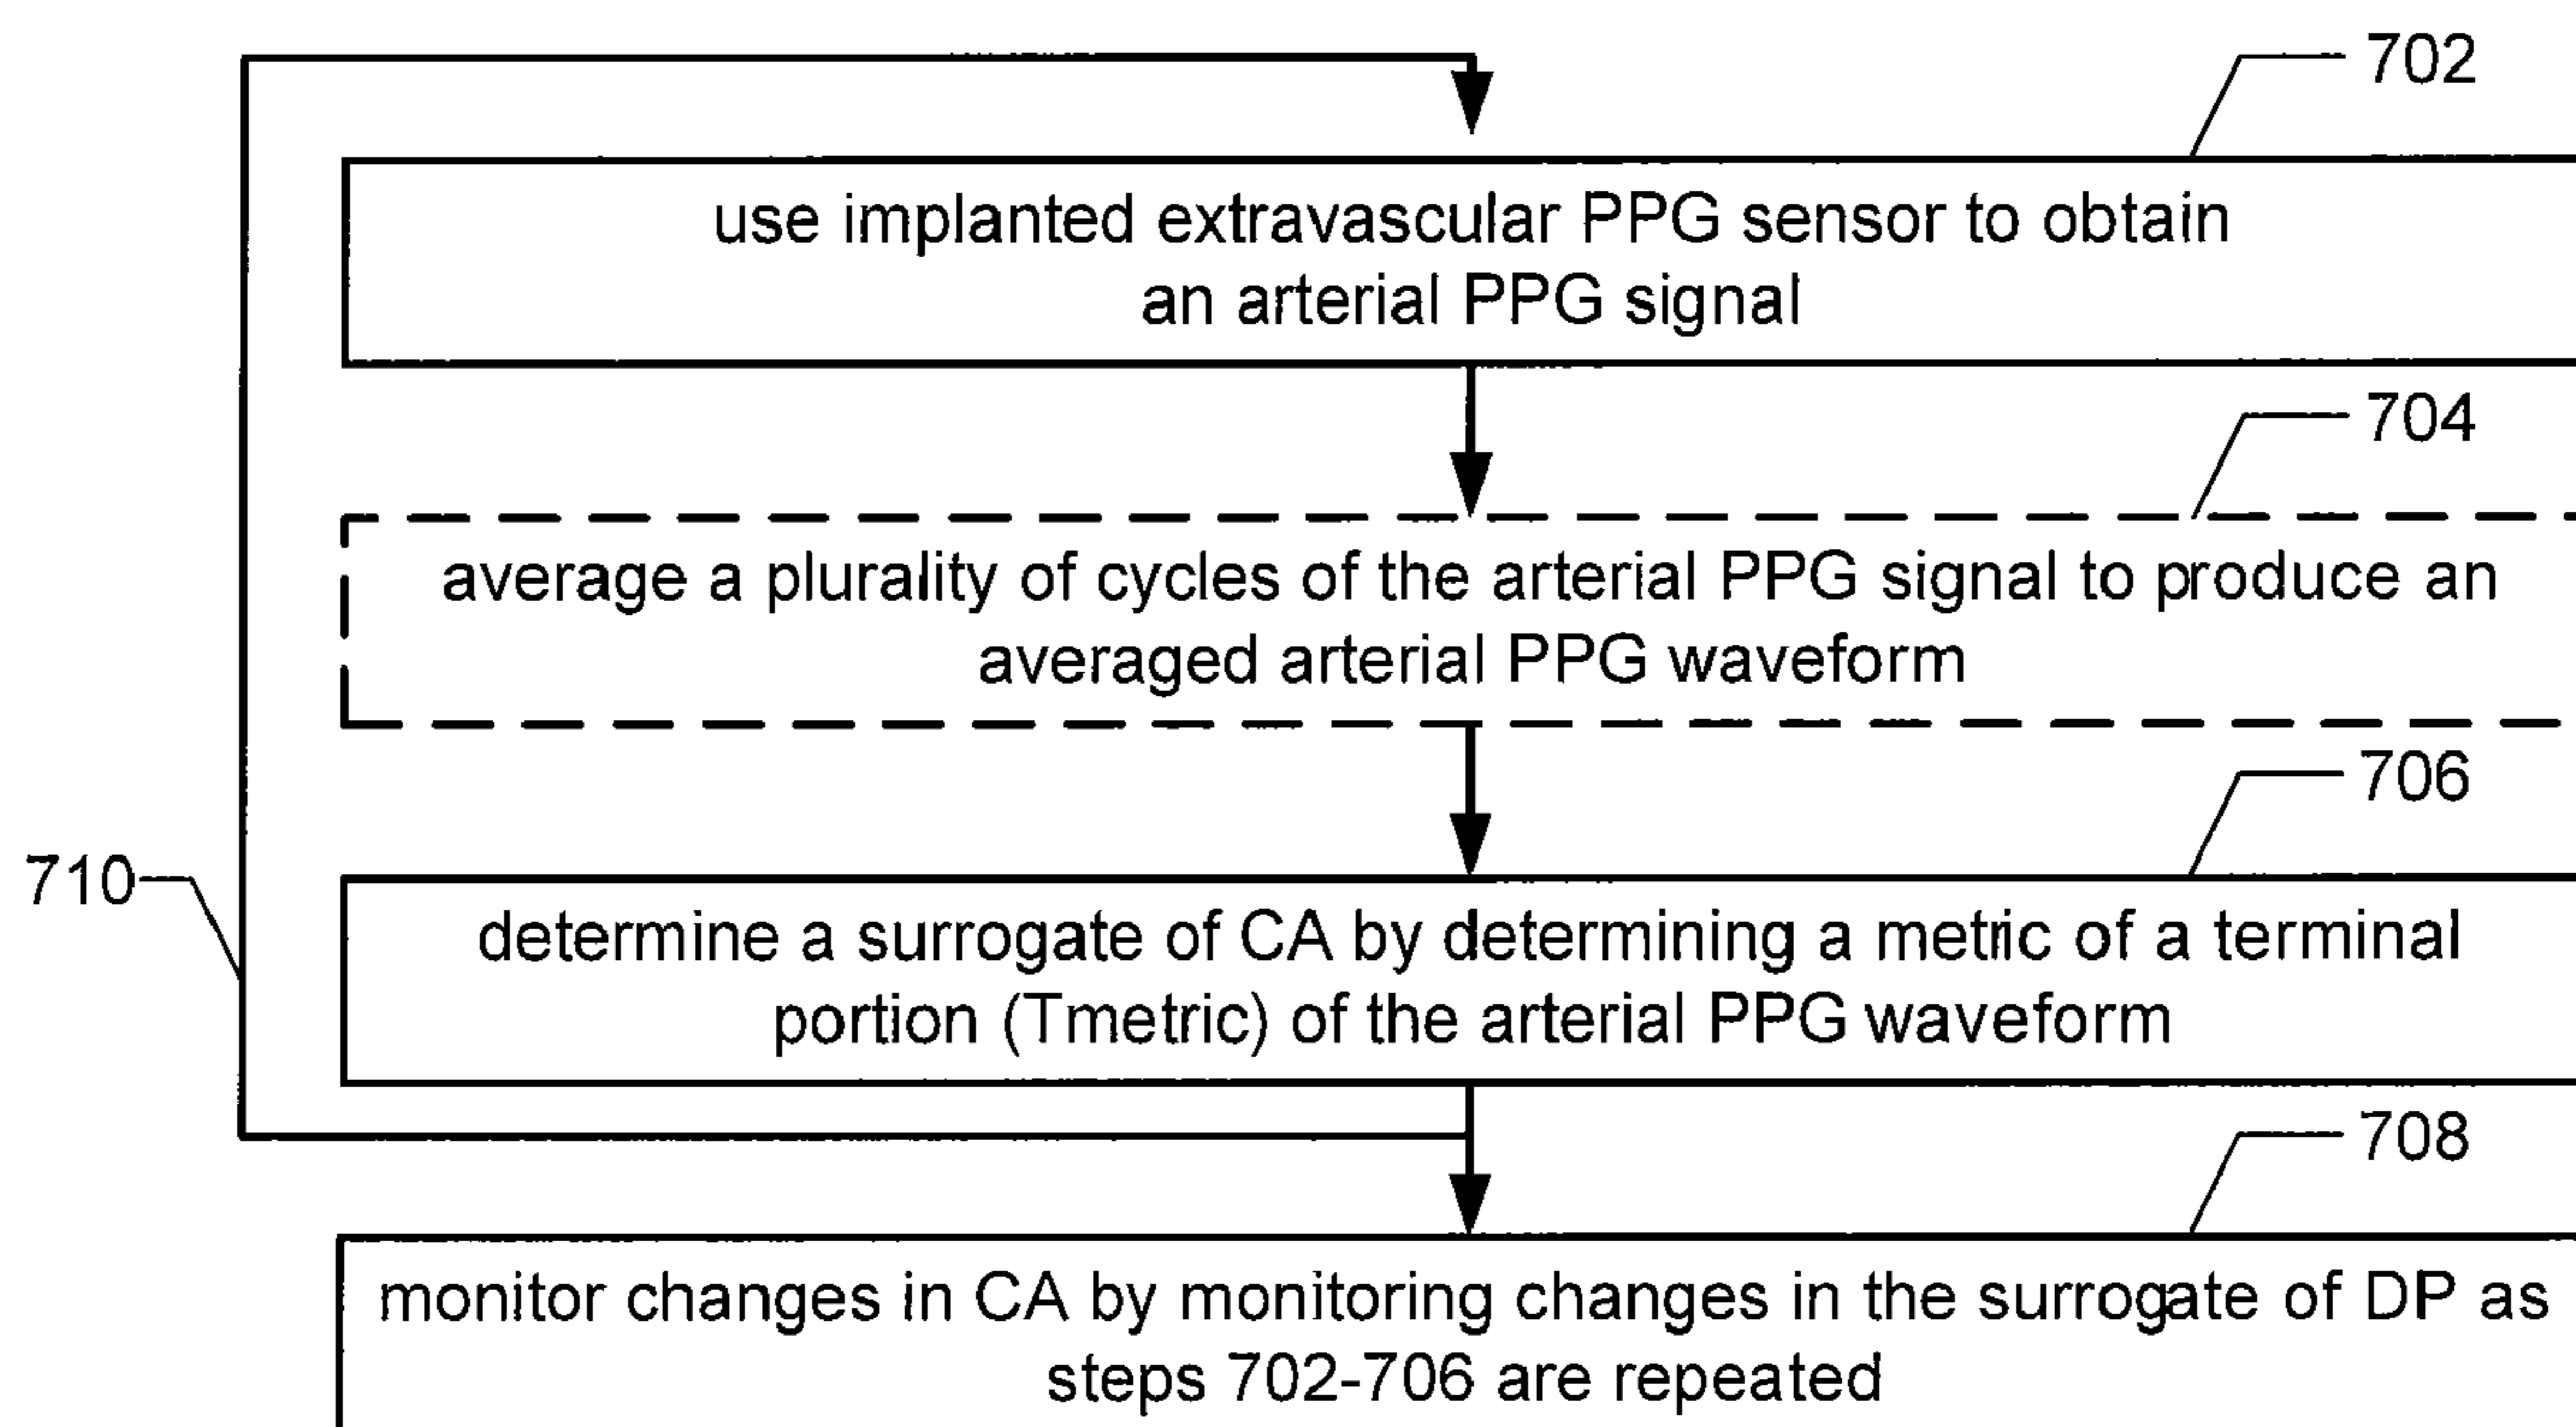 702
use implanted extravascular PPG sensor to obtain
an arterial PPG signal
704
average a plurality of cycles of the arterial PPG signal to produce an
averaged arterial PPG waveform
706
710
determine a surrogate of CA by determining a metric of a terminal
portion (Tmetric) of the arterial PPG waveform
708
monitor changes in CA by monitoring changes in the surrogate of DP as
steps 702-706 are repeated